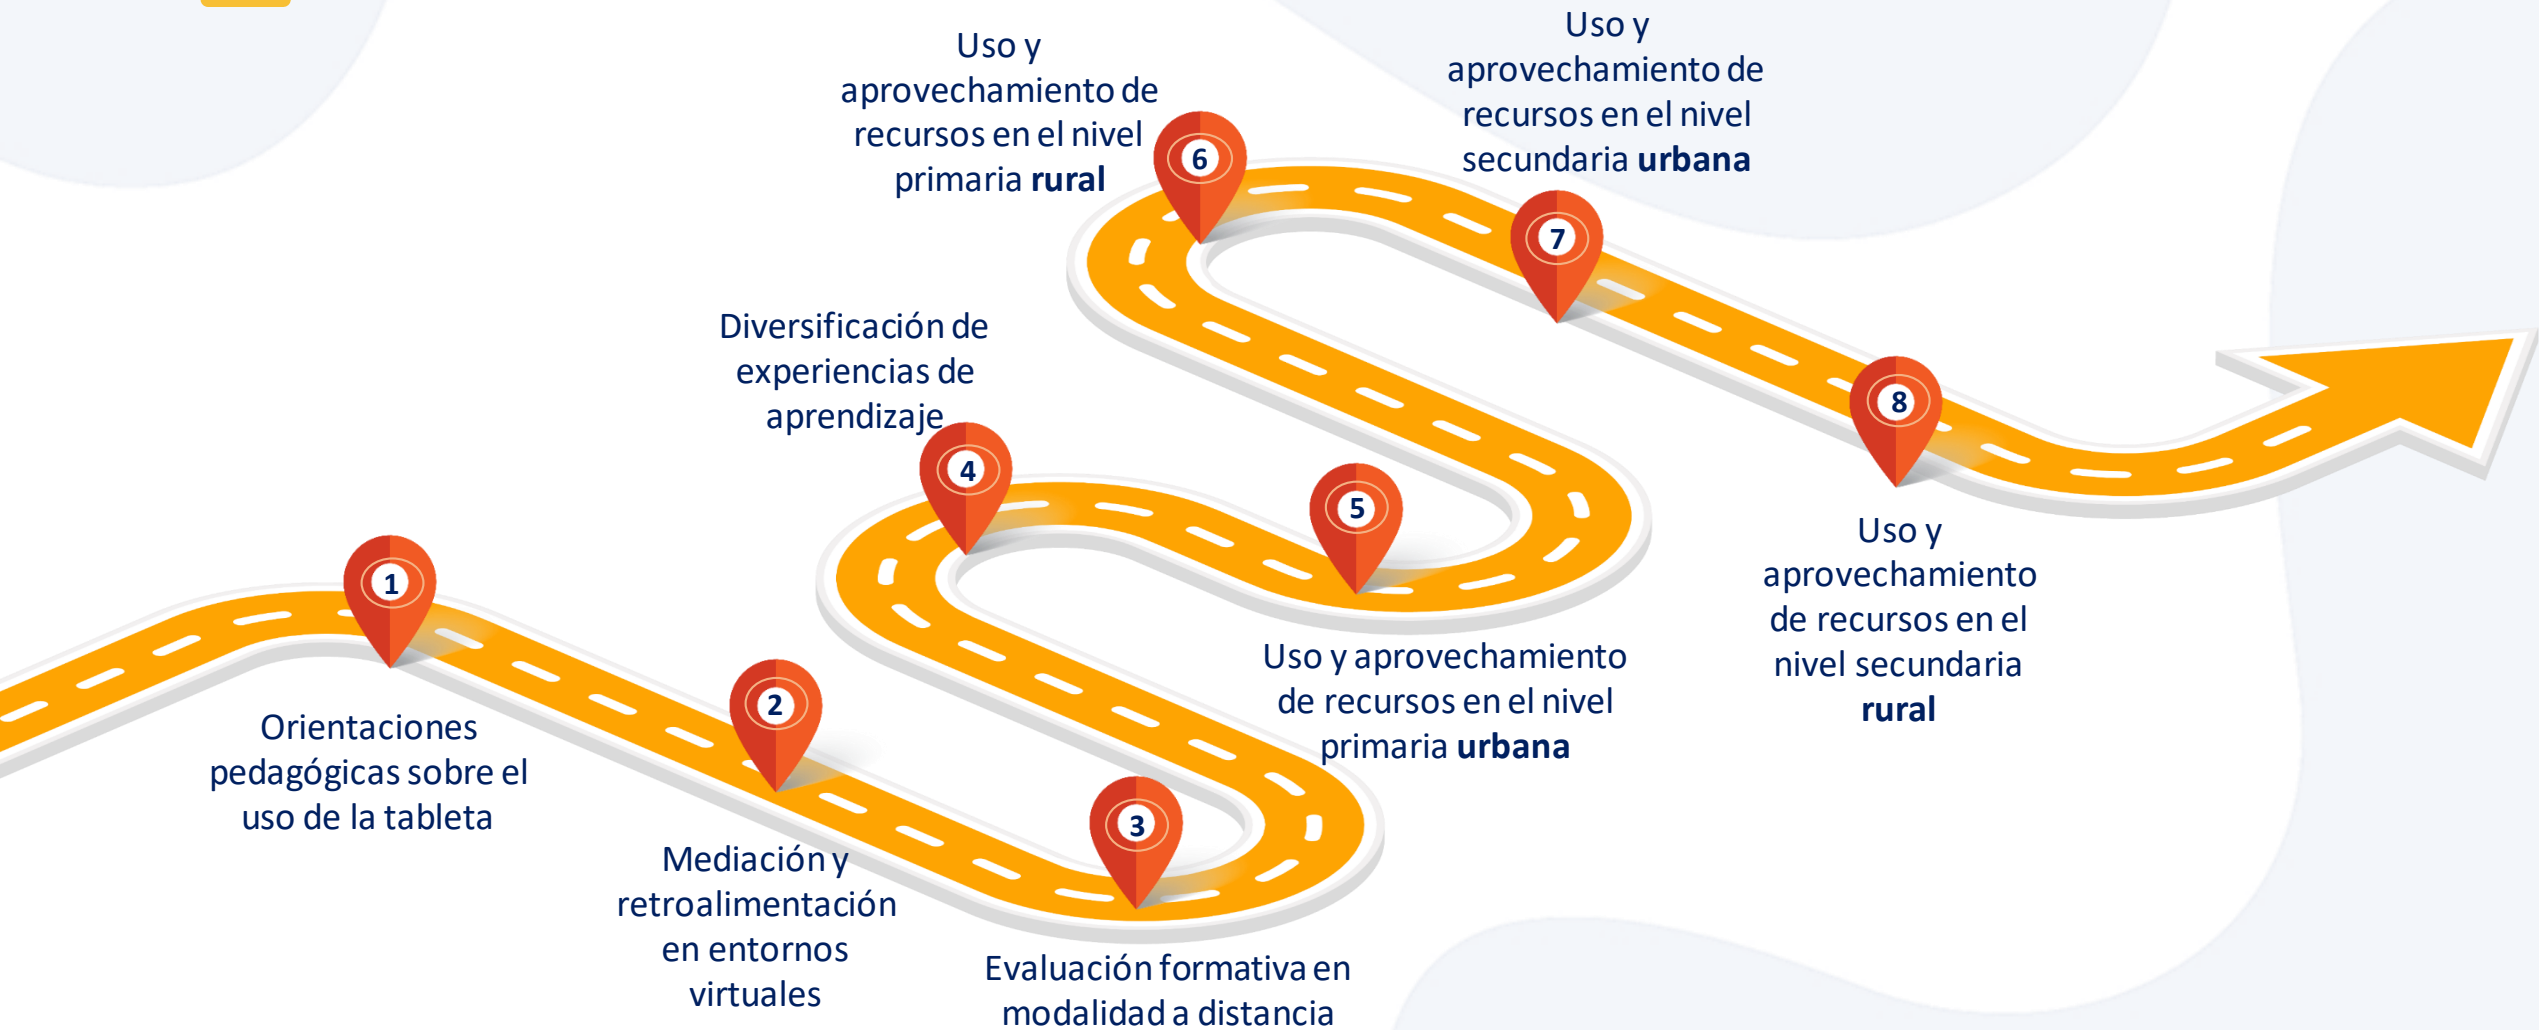 1
Orientaciones
pedagógicas sobre el
uso de la tableta
2
Mediación y
retroalimentación
en entornos
virtuales
3
Evaluación formativa en
modalidad a distancia
4
Diversificación de
experiencias de
aprendizaje
5
Uso y aprovechamiento
de recursos en el nivel
primaria urbana
6
Uso y
aprovechamiento de
recursos en el nivel
primaria rural
7
Uso y
aprovechamiento de
recursos en el nivel
secundaria urbana
8
Uso y
aprovechamiento
de recursos en el
nivel secundaria
rural